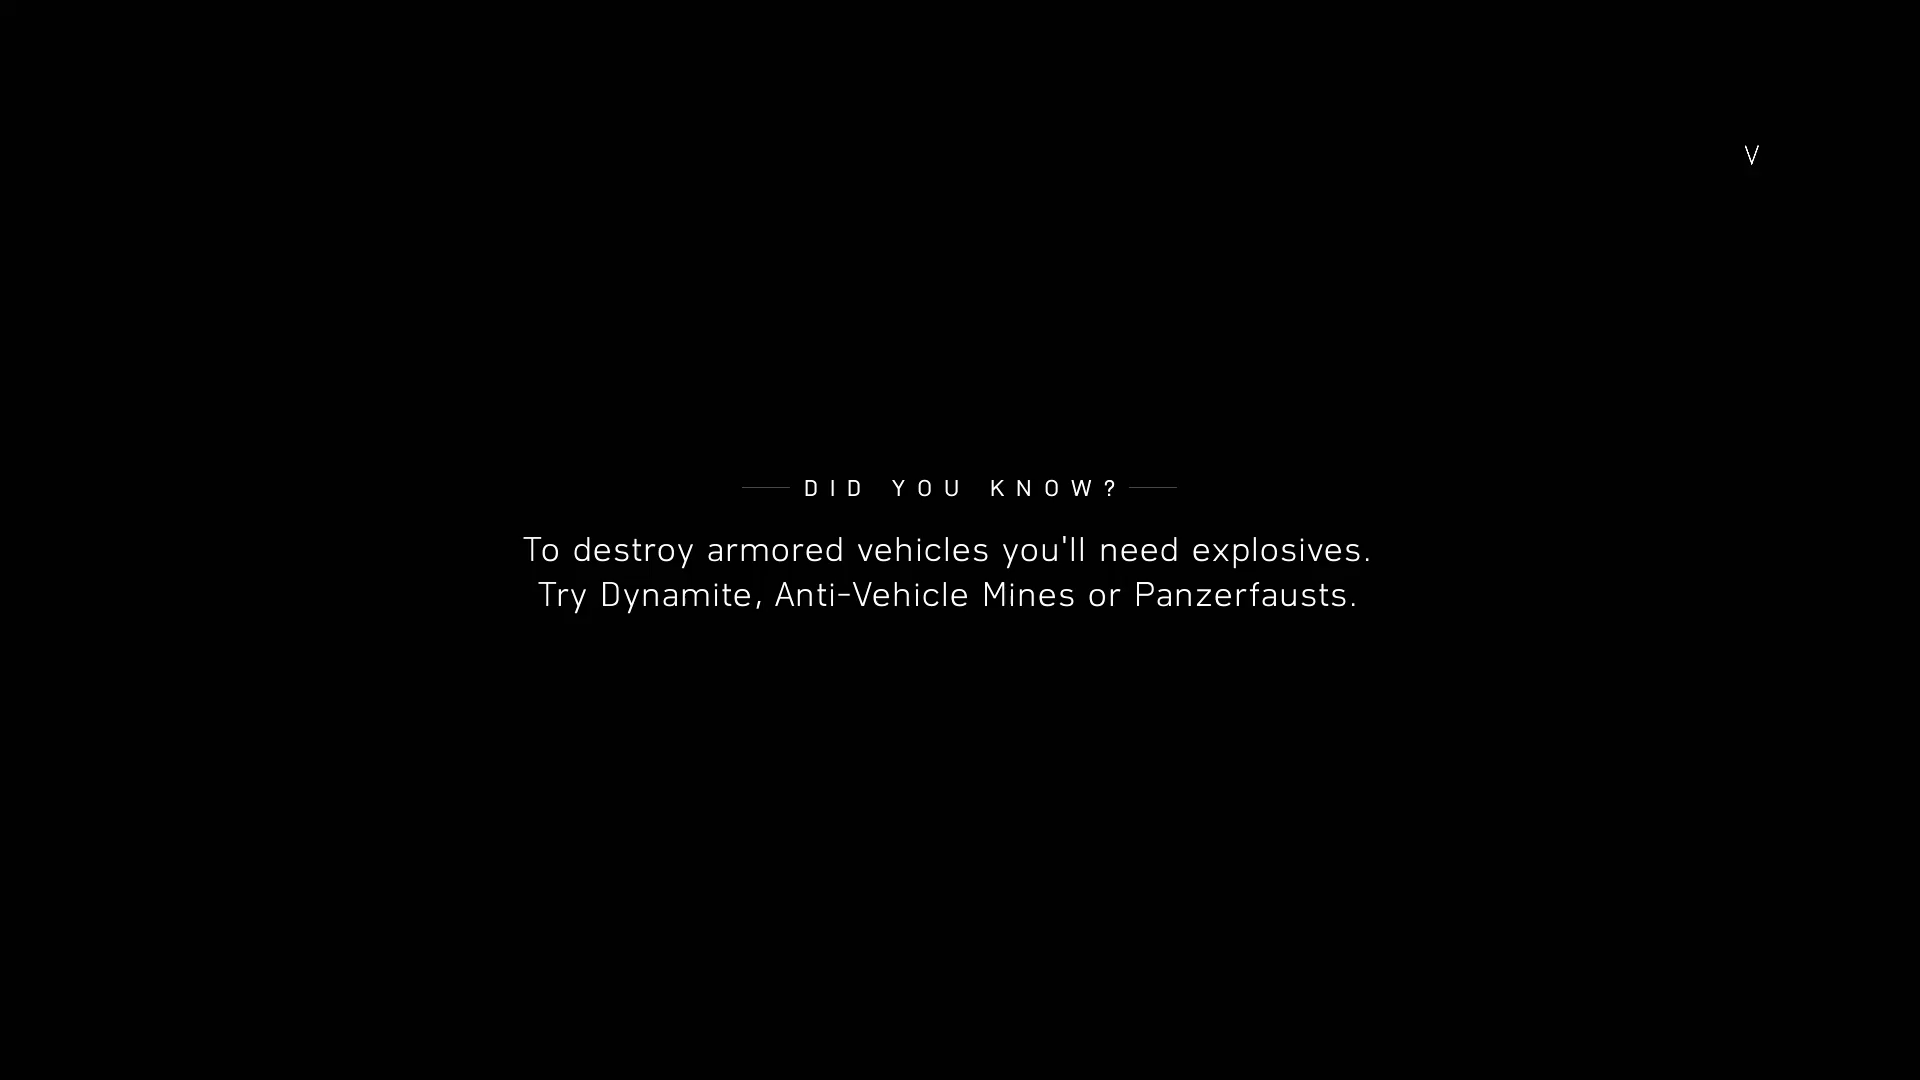 V
DID YOU KNOW?
To destroy armored vehicles you'll need explosives.
Try Dynamite, Anti-Vehicle Mines or Panzerfausts.